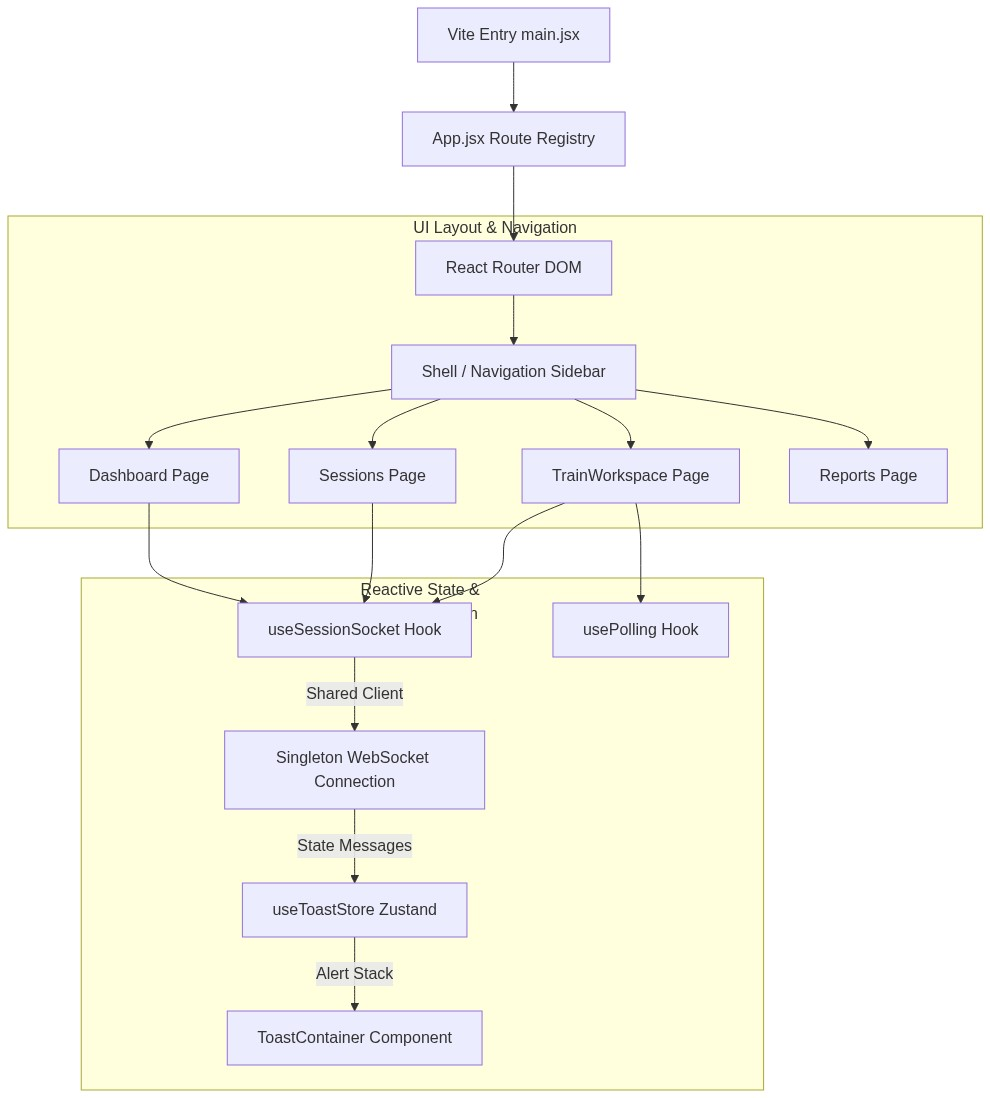 Vite Entry main.jsx
App.jsx Route Registry
UI Layout & Navigation
React Router DOM
Shell / Navigation Sidebar
Dashboard Page
Sessions Page
TrainWorkspace Page
Reports Page
Reactive State &
useSessionSocket Hook
usePolling Hook
Shared Client
Singleton WebSocket
Connection
State Messages
useToastStore Zustand
Alert Stack
ToastContainer Component